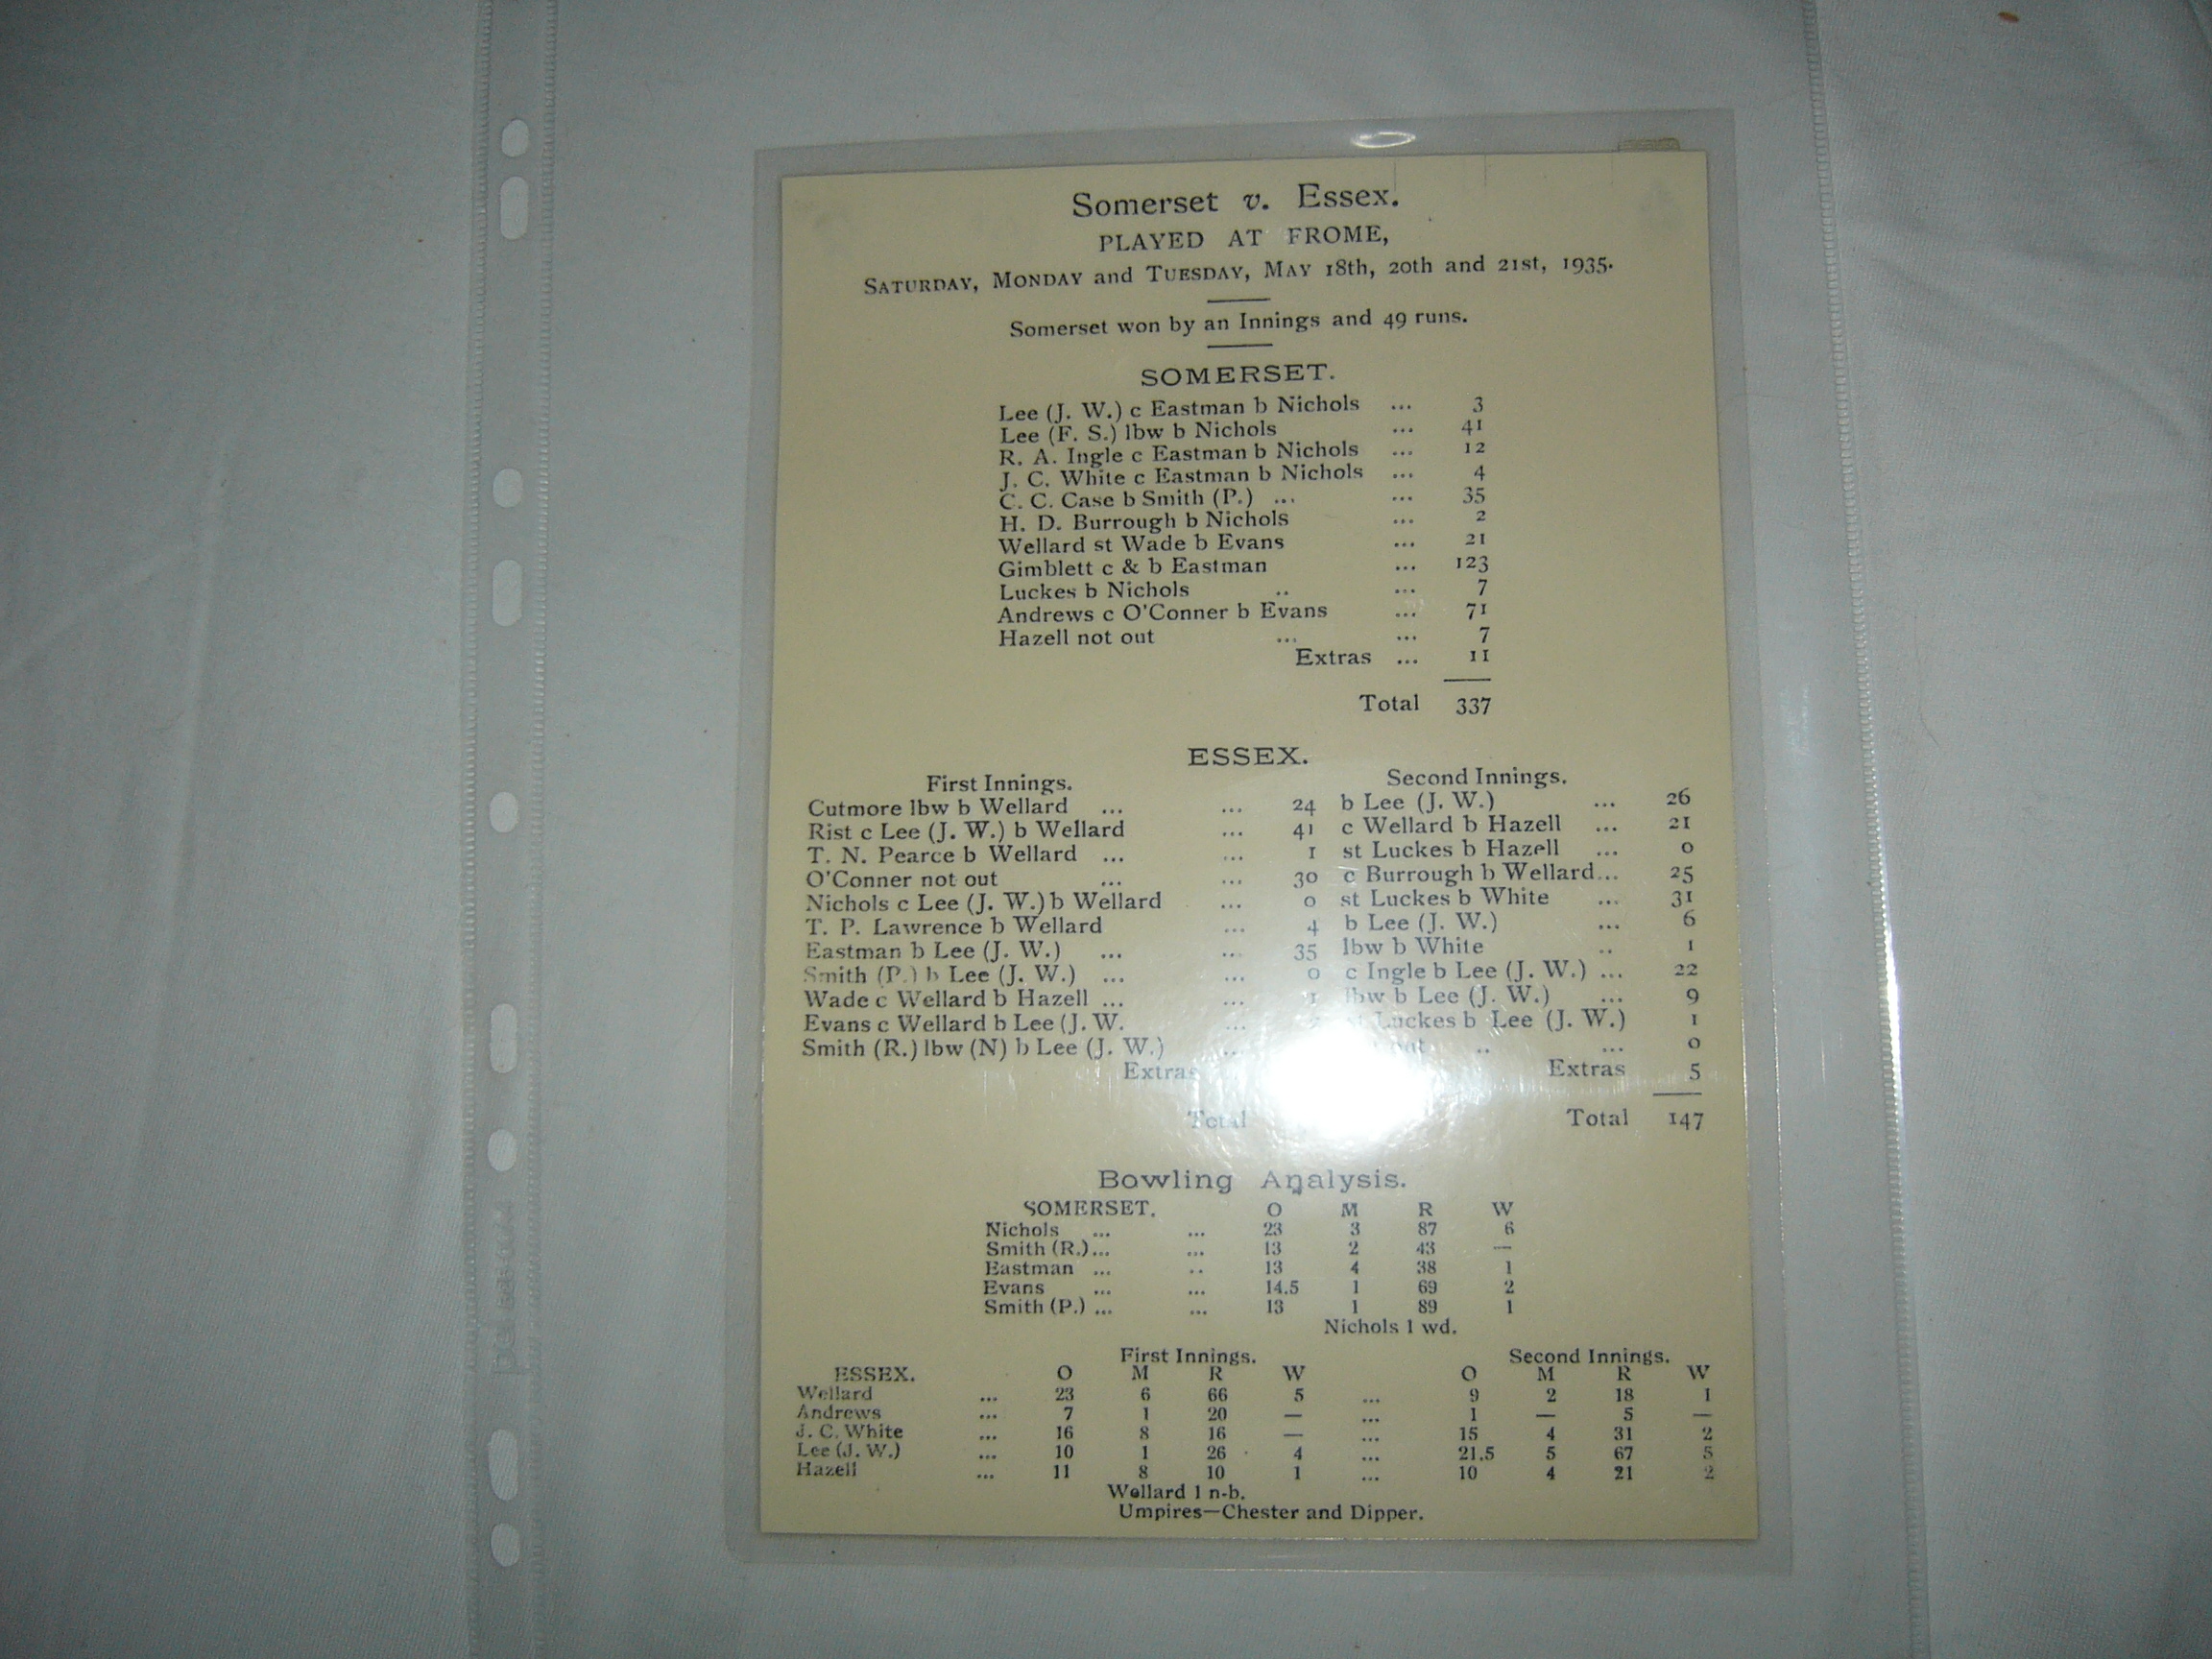 Somerset v. Essex.
PLAYED AT FROME,
SATURDAY, MONDAY and TUESDAY, MAY 18th, 20th and 21st, 1935.
Somerset won by an Innings and 49 runs.
SOMERSET.
Lee (J. W.) c Eastman b Nichols ... 3
Lee (F. S.) lbw b Nichols ... 41
R. A. Ingle c Eastman b Nichols ... 12
J. C. White c Eastman b Nichols ... 4
C. C. Case b Smith (P.) ... ... 35
H. D. Burrough b Nichols ... 2
Wellard st Wade b Evans ... 21
Gimblett c & b Eastman ... 123
Luckes b Nichols .. ... 7
Andrews c O'Conner b Evans ... 71
Hazell not out ... ... 7
Extras ... 11
Total 337
ESSEX.
First Innings. Second Innings.
Cutmore lbw b Wellard ... ... 24 b Lee (J. W.) ... 26
Rist c Lee (J. W.) b Wellard ... 41 c Wellard b Hazell ... 21
T. N. Pearce b Wellard ... ... 1 st Luckes b Hazell ... 0
O'Conner not out ... ... 30 c Burrough b Wellard... 25
Nichols c Lee (J. W.) b Wellard ... 0 st Luckes b White ... 31
T. P. Lawrence b Wellard ... 4 b Lee (J. W.) ... 6
Eastman b Lee (J. W.) ... ... 35 lbw b White .. 1
Smith (P.) b Lee (J. W.) ... ... 0 c Ingle b Lee (J. W.) ... 22
Wade c Wellard b Hazell ... ... 1 lbw b Lee (J. W.) ... 9
Evans c Wellard b Lee (J. W. ... st Luckes b Lee (J. W.) 1
Smith (R.) lbw (N) b Lee (J. W.) .. out .. ... 0
Extras Extras 5
Total Total 147
Bowling Analysis.
SOMERSET. O M R W
Nichols ... ... 23 3 87 6
Smith (R.)... ... 13 2 43 —
Eastman ... .. 13 4 38 1
Evans ... ... 14.5 1 69 2
Smith (P.) ... ... 13 1 89 1
Nichols 1 wd.
First Innings. Second Innings.
ESSEX. O M R W O M R W
Wellard ... 23 6 66 5 ... 9 2 18 1
Andrews ... 7 1 20 — ... 1 — 5 —
J. C. White ... 16 8 16 — ... 15 4 31 2
Lee (J. W.) ... 10 1 26 4 ... 21.5 5 67 5
Hazell ... 11 8 10 1 ... 10 4 21 2
Wellard 1 n-b.
Umpires—Chester and Dipper.